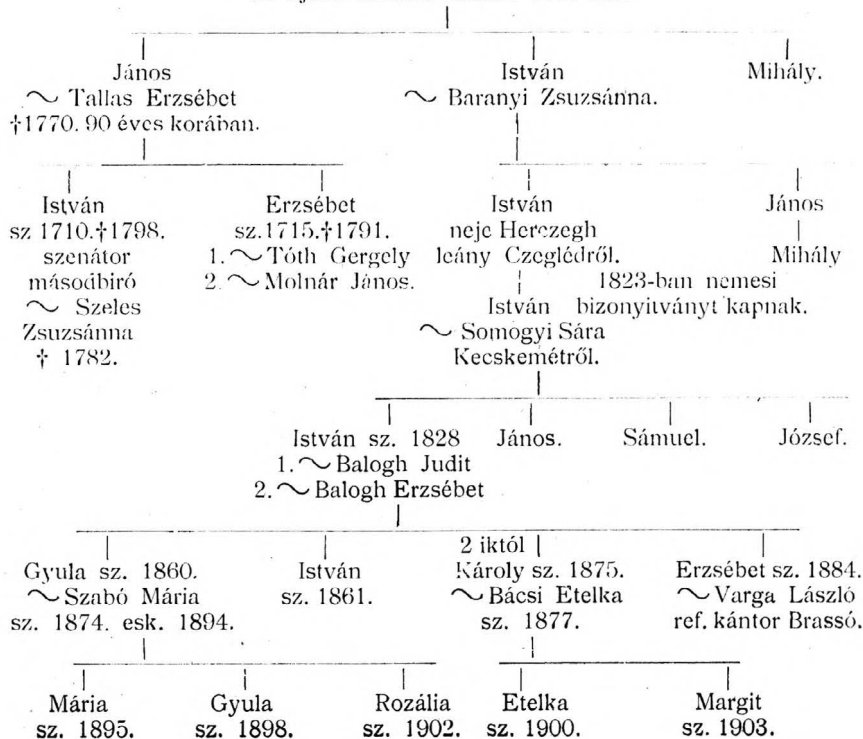 János
~ Tallas Erzsébet
†1770. 90 éves korában.
István
~ Baranyi Zsuzsánna.
Mihály.
István
sz 1710.†1798.
szenátor
másodbiró
~ Szeles
Zsuzsánna
† 1782.
Erzsébet
sz.1715.†1791.
1. ~ Tóth Gergely
2. ~ Molnár János.
István
neje Herczegh
leány Czeglédről.
János
Mihály
1823-ban nemesi
bizonyitványt kapnak.
István
~ Somogyi Sára
Kecskemétről.
István sz. 1828
1. ~ Balogh Judit
2. ~ Balogh Erzsébet
János.
Sámuel.
József.
Gyula sz. 1860.
~ Szabó Mária
sz. 1874. esk. 1894.
István
sz. 1861.
2 iktól
Károly sz. 1875.
~ Bácsi Etelka
sz. 1877.
Erzsébet sz. 1884.
~ Varga László
ref. kántor Brassó.
Mária
sz. 1895.
Gyula
sz. 1898.
Rozália
sz. 1902.
Etelka
sz. 1900.
Margit
sz. 1903.